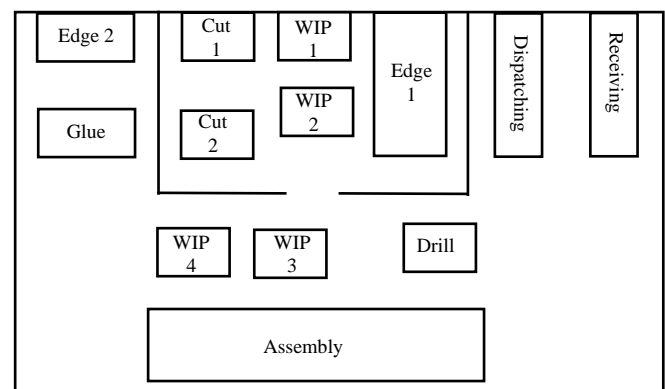 Edge 2
Cut
1
WIP
1
Edge
1
Dispatching
Receiving
Glue
Cut
2
WIP
2
WIP
4
WIP
3
Drill
Assembly